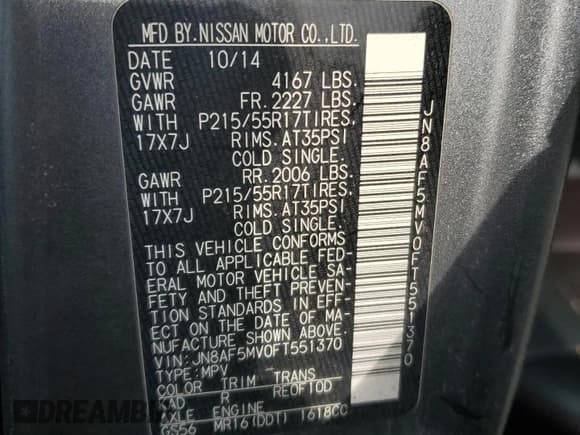 MFD BY. NISSAN MOTOR CO.,LTD.
DATE 10/14
GVWR 4167 LBS.
GAWR FR. 2227 LBS.
WITH P215/55R17TIRES,
17X7J RIMS. AT35PSI
COLD SINGLE.
GAWR RR. 2006 LBS.
WITH P215/55R17TIRES,
17X7J RIMS. AT35PSI
COLD SINGLE.
THIS VEHICLE CONFORMS
TO ALL APPLICABLE FED-
ERAL MOTOR VEHICLE SA-
FETY AND THEFT PREVEN-
TION STANDARDS IN EFF-
ECT ON THE DATE OF MA-
NUFACTURE SHOWN ABOVE.
VIN: JN8AF5MV0FT551370
TYPE: MPV
COLOR TRIM TRANS
KAD R RE0F10D
AXLE ENGINE
GS56 MR16(DDT) 1618CC
JN8AF5MV0FT551370
DREAMBID